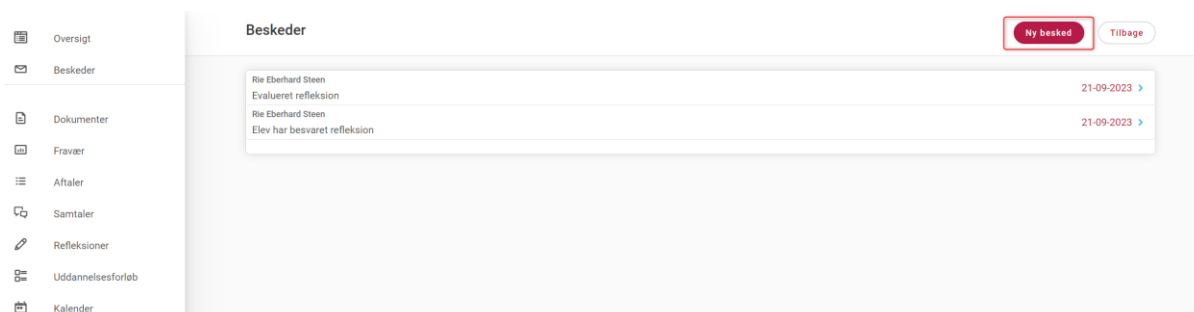 Oversigt
Beskeder
Dokumenter
Fravær
Aftaler
Samtaler
Refleksioner
Uddannelsesforløb
Kalender
Beskeder
Ny besked
Tilbage
Rie Eberhard Steen
Evalueret refleksion
21-09-2023
Rie Eberhard Steen
Elev har besvaret refleksion
21-09-2023